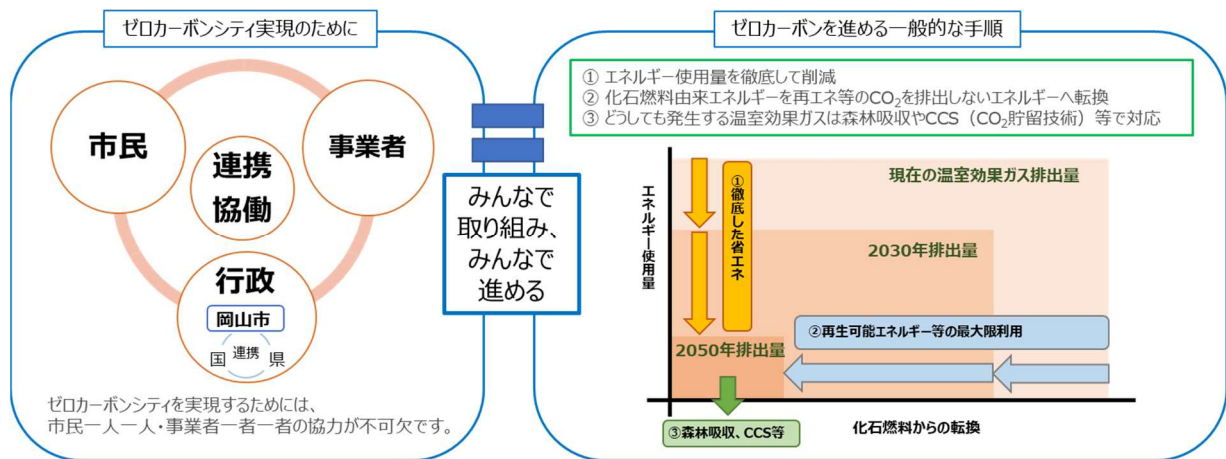 ゼロカーボンシティ実現のために
市民
事業者
連携
協働
行政
岡山市
国
連携
県
ゼロカーボンシティを実現するためには、
市民一人一人・事業者一者一者の協力が不可欠です。
みんなで
取り組み、
みんなで
進める
ゼロカーボンを進める一般的な手順
① エネルギー使用量を徹底して削減
② 化石燃料由来エネルギーを再エネ等のCO₂を排出しないエネルギーへ転換
③ どうしても発生する温室効果ガスは森林吸収やCCS（CO₂貯留技術）等で対応
エネルギー使用量
①徹底した省エネ
現在の温室効果ガス排出量
2030年排出量
②再生可能エネルギー等の最大限利用
2050年排出量
③森林吸収、CCS等
化石燃料からの転換